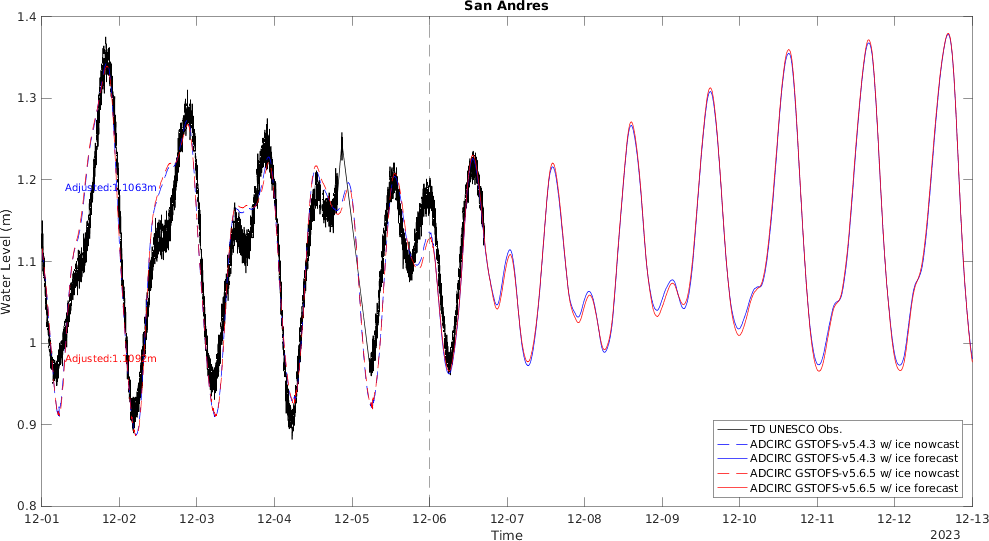 San Andres
1.4
1.3
1.2
1.1
1
0.9
0.8
Water Level (m)
Adjusted:1.1063m
Adjusted:1.1092m
TD UNESCO Obs.
ADCIRC GSTOFS-v5.4.3 w/ ice nowcast
ADCIRC GSTOFS-v5.4.3 w/ ice forecast
ADCIRC GSTOFS-v5.6.5 w/ ice nowcast
ADCIRC GSTOFS-v5.6.5 w/ ice forecast
12-01 12-02 12-03 12-04 12-05 12-06 12-07 12-08 12-09 12-10 12-11 12-12 12-13
Time
2023